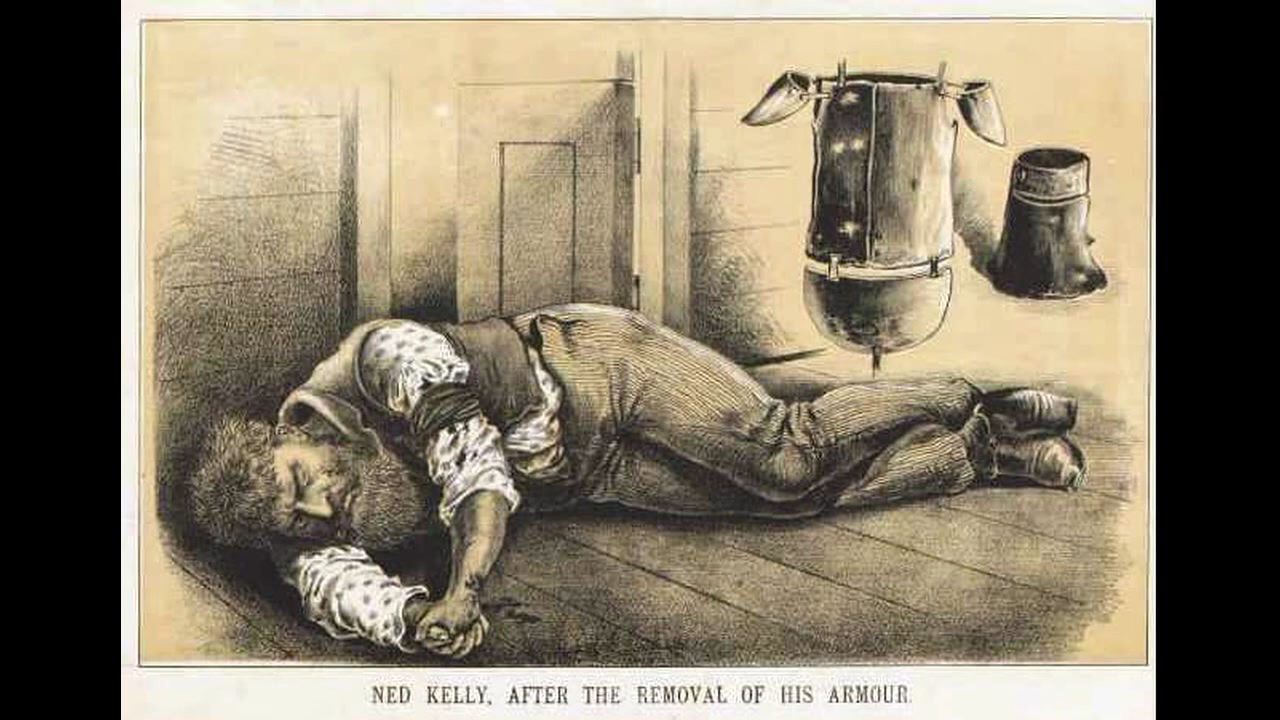 NED KELLY, AFTER THE REMOVAL OF HIS ARMOUR.